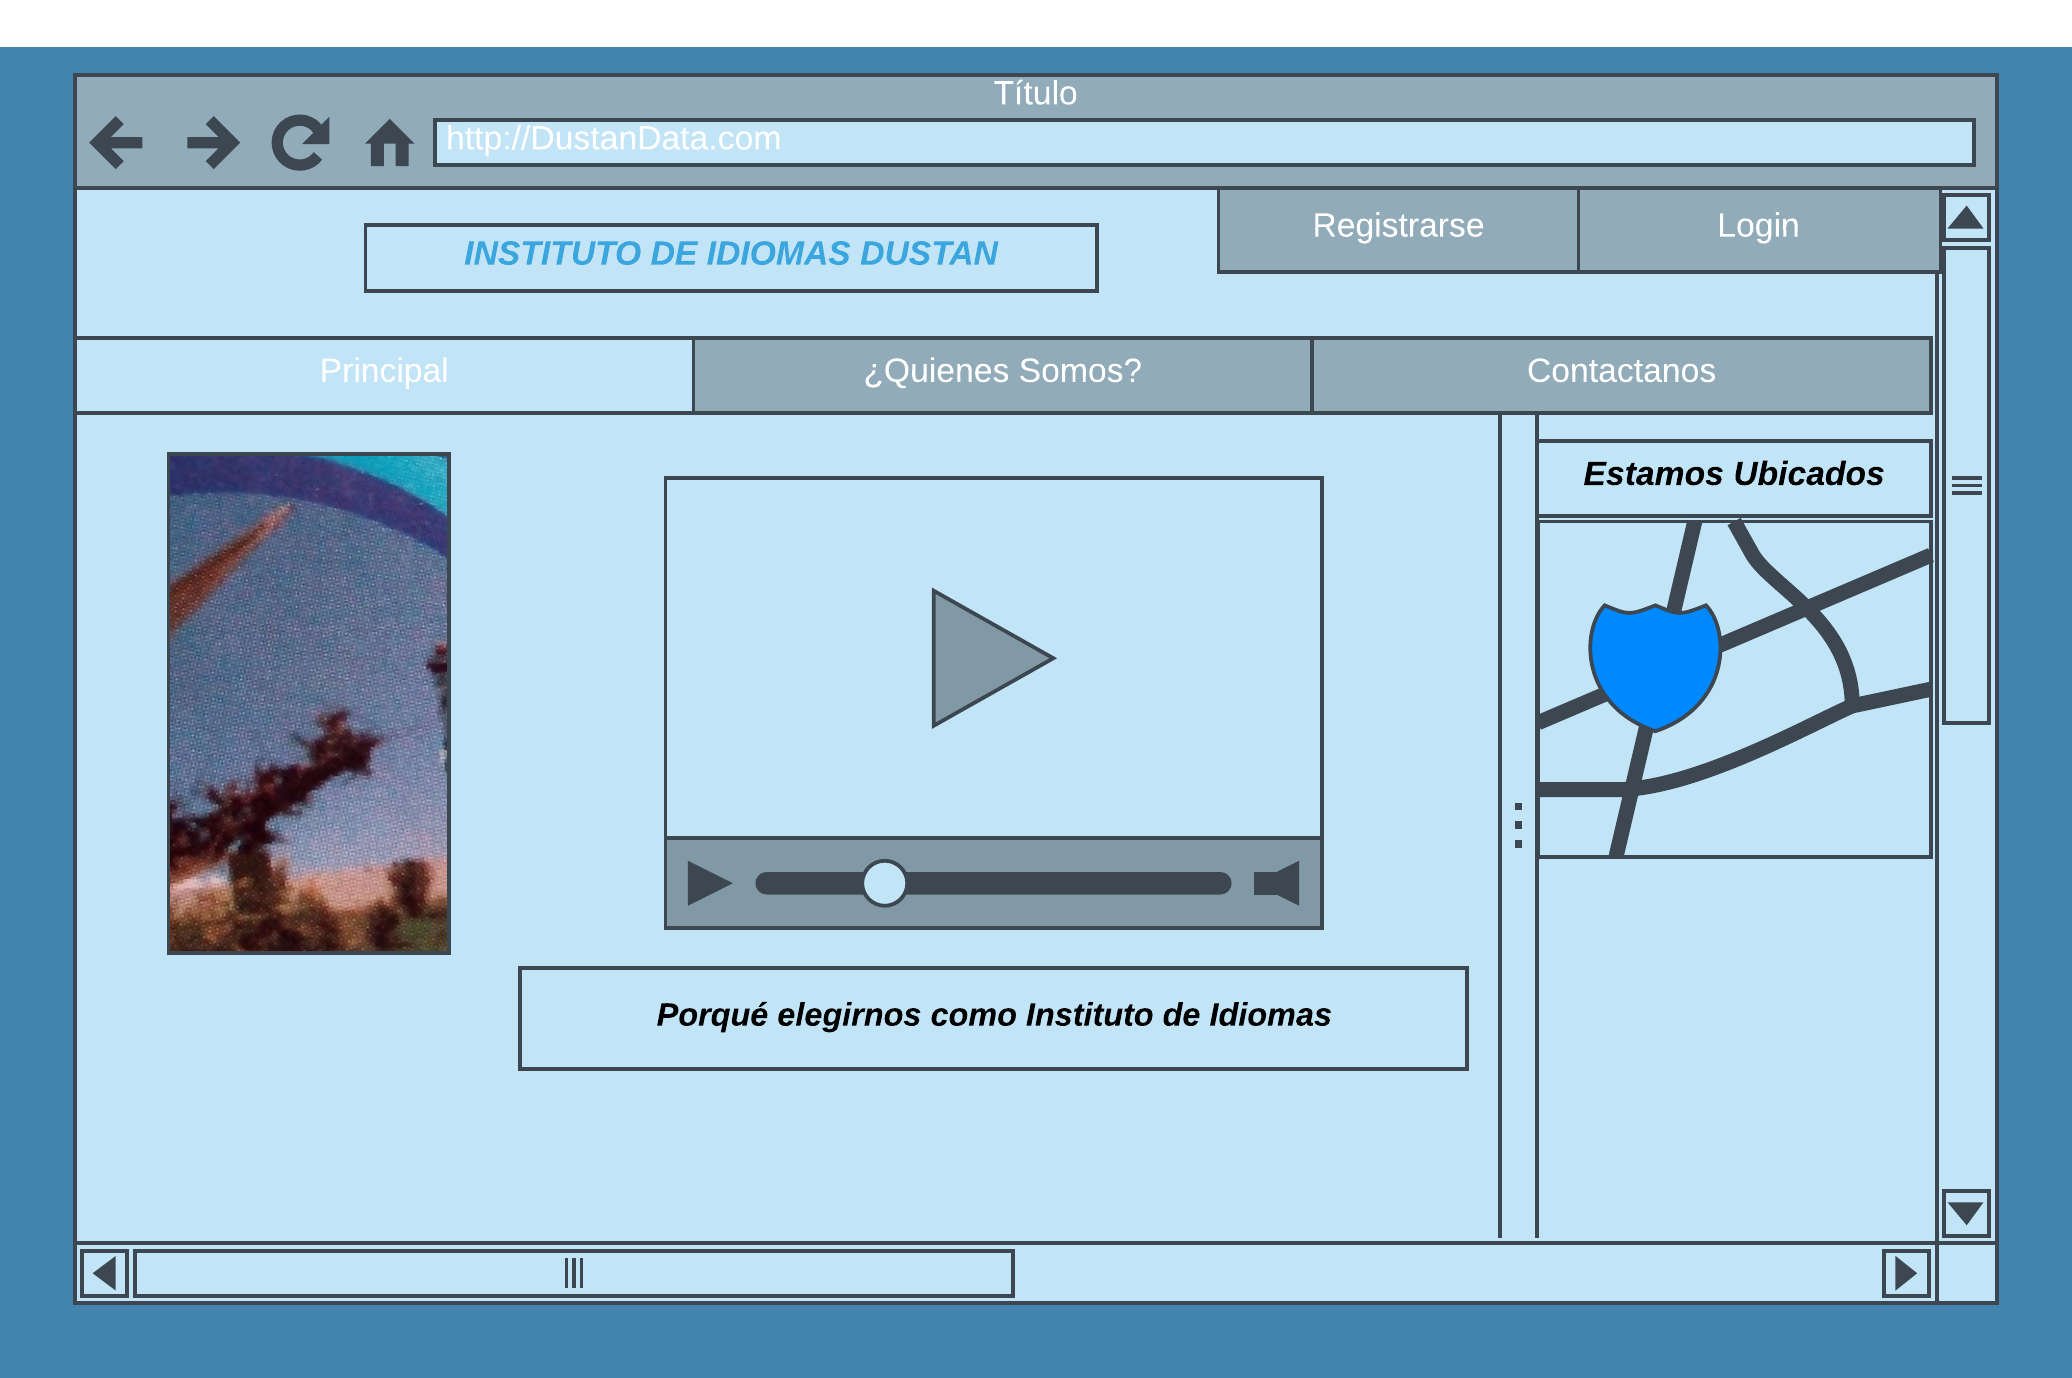 Título
http://DustanData.com
Registrarse
Login
INSTITUTO DE IDIOMAS DUSTAN
Principal
¿Quienes Somos?
Contactanos
Estamos Ubicados
Porqué elegirnos como Instituto de Idiomas